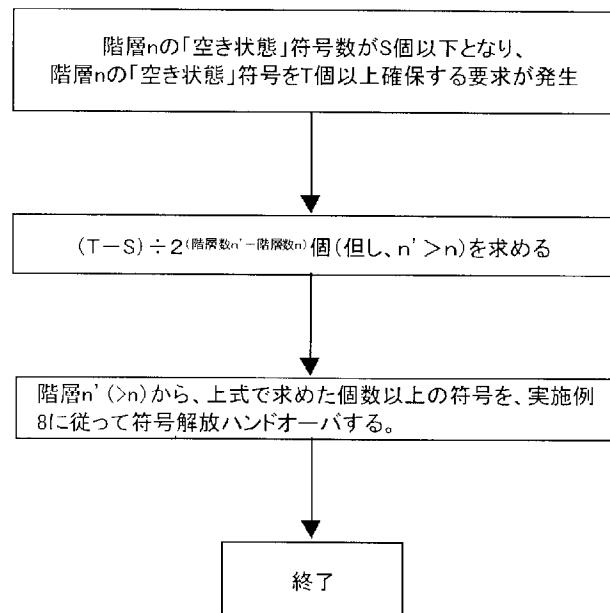 階層nの「空き状態」符号数がS個以下となり、
階層nの「空き状態」符号をT個以上確保する要求が発生
(T－S)÷2^(階層数n'－階層数n)個(但し、n'＞n)を求める
階層n'(>n)から、上式で求めた個数以上の符号を、実施例
8に従って符号解放ハンドオーバする。
終了